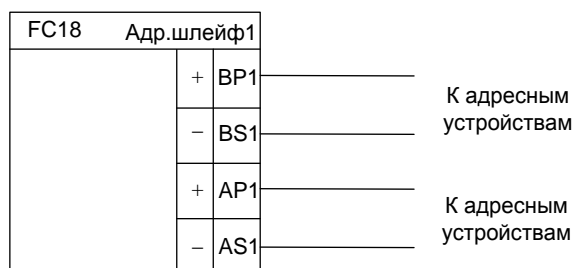 FC18 Адр.шлейф1
+ BP1
− BS1
К адресным
устройствам
+ AP1
− AS1
К адресным
устройствам